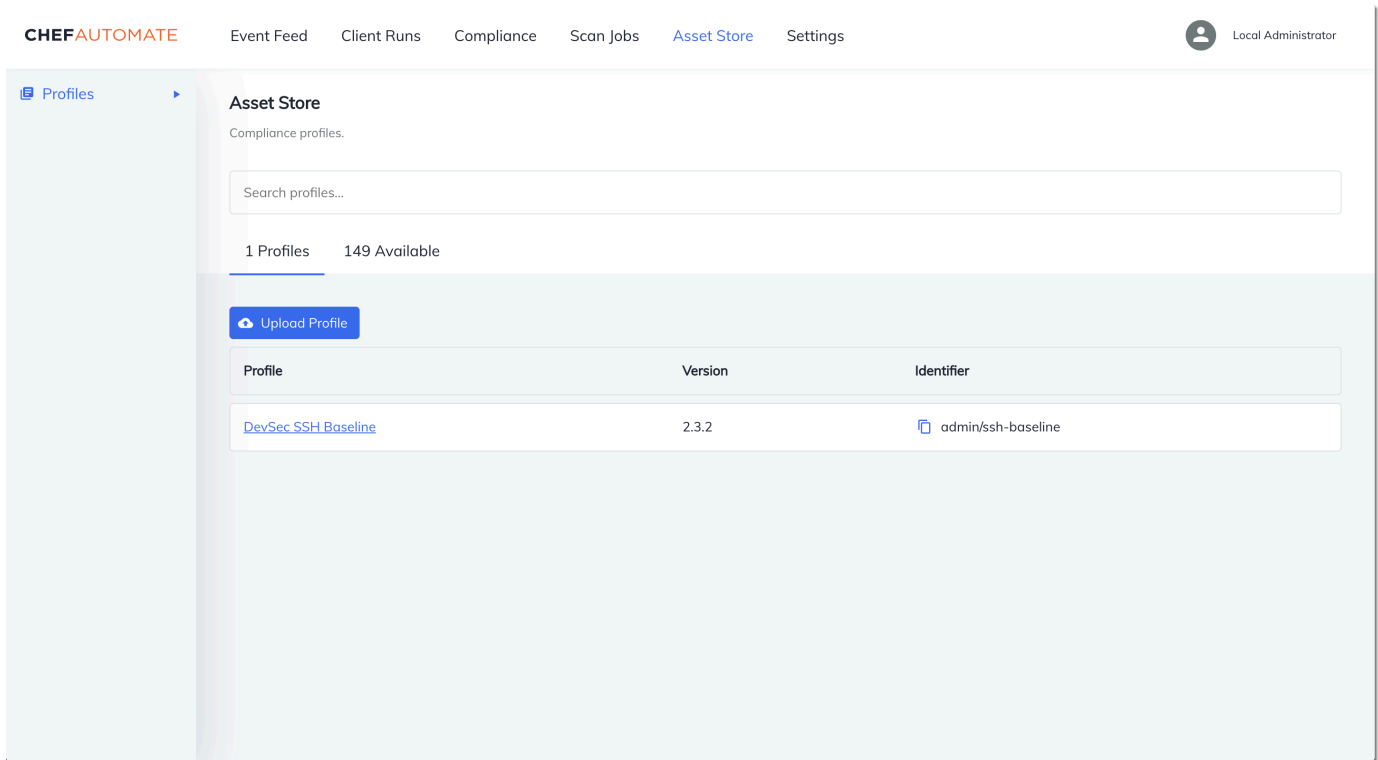 CHEFAUTOMATE Event Feed Client Runs Compliance Scan Jobs Asset Store Settings Local Administrator
Profiles
Asset Store
Compliance profiles.
Search profiles...
1 Profiles 149 Available
Upload Profile
Profile Version Identifier
DevSec SSH Baseline 2.3.2 admin/ssh-baseline